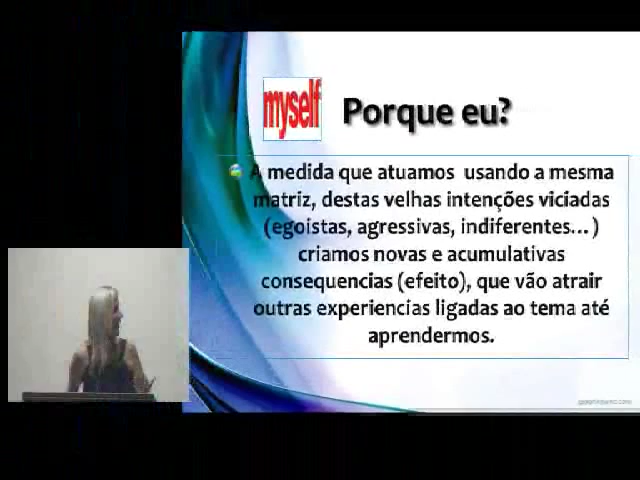 myself
Porque eu?
A medida que atuamos usando a mesma
matriz, destas velhas intenções viciadas
(egoistas, agressivas, indiferentes...)
criamos novas e acumulativas
consequencias (efeito), que vão atrair
outras experiencias ligadas ao tema até
aprendermos.